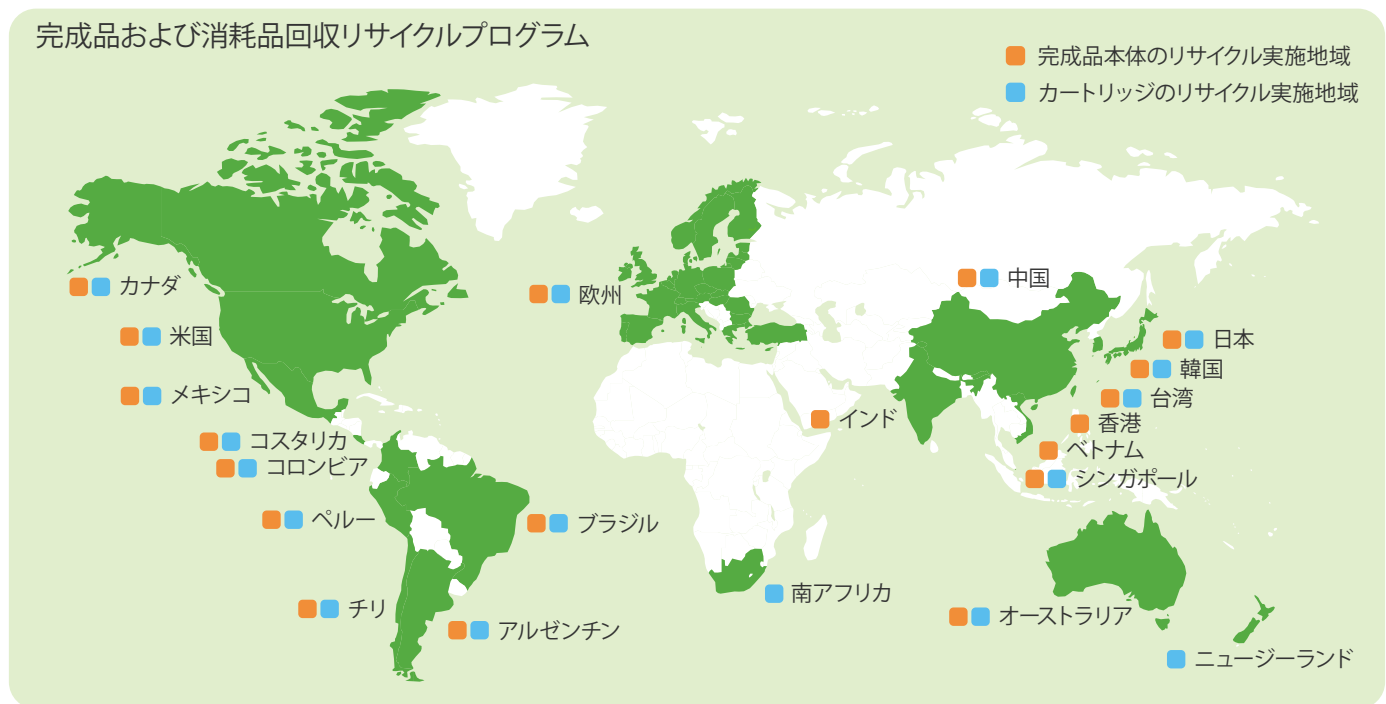 完成品および消耗品回収リサイクルプログラム
完成品本体のリサイクル実施地域
カートリッジのリサイクル実施地域
カナダ
米国
メキシコ
コスタリカ
コロンビア
ペルー
チリ
アルゼンチン
ブラジル
欧州
南アフリカ
インド
中国
日本
韓国
台湾
香港
ベトナム
シンガポール
オーストラリア
ニュージーランド